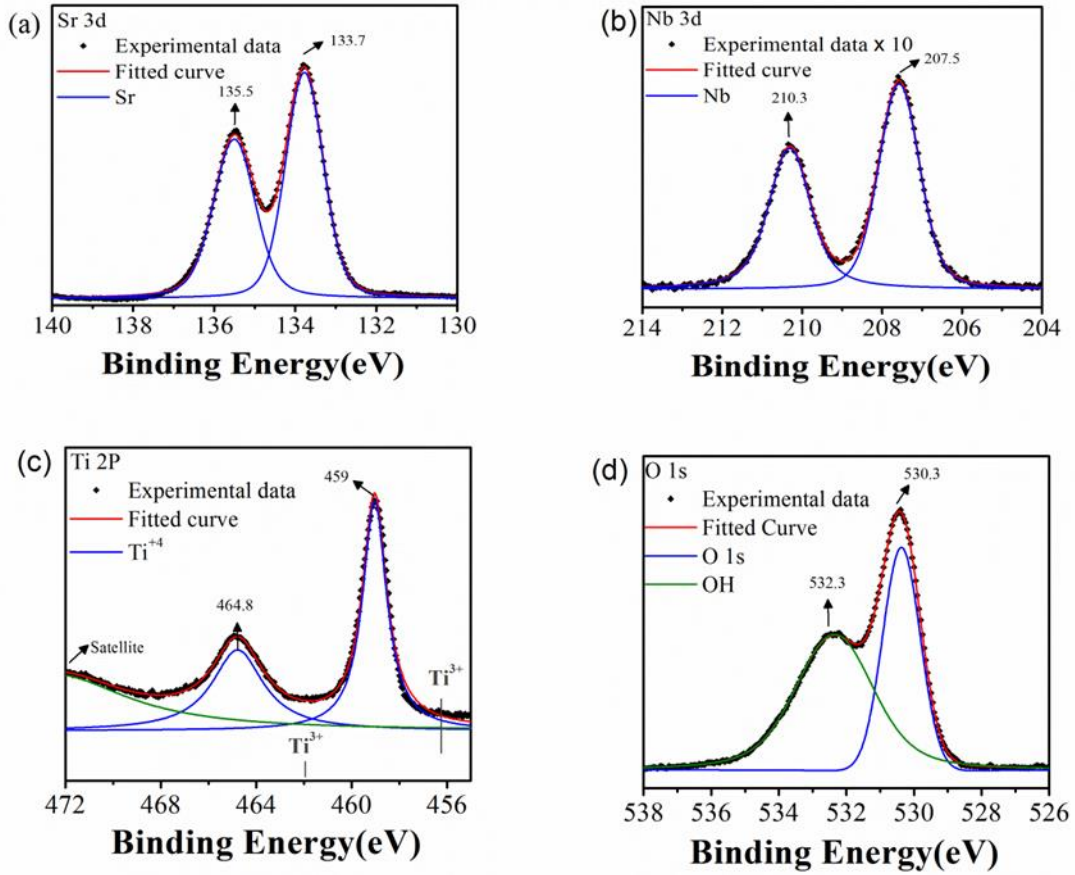 (a)
Sr 3d
Experimental data
Fitted curve
Sr
135.5
133.7
140 138 136 134 132 130
Binding Energy(eV)
(b)
Nb 3d
Experimental data x 10
Fitted curve
Nb
210.3
207.5
214 212 210 208 206 204
Binding Energy(eV)
(c)
Ti 2P
Experimental data
Fitted curve
Ti+4
459
464.8
Satellite
Ti3+
Ti3+
472 468 464 460 456
Binding Energy(eV)
(d)
O 1s
Experimental data
Fitted Curve
O 1s
OH
530.3
532.3
538 536 534 532 530 528 526
Binding Energy(eV)